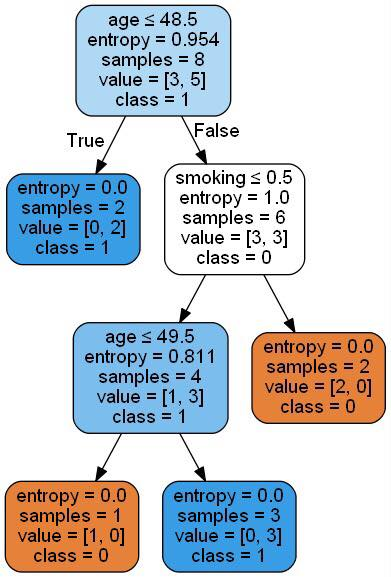 age ≤ 48.5
entropy = 0.954
samples = 8
value = [3, 5]
class = 1
True
False
entropy = 0.0
samples = 2
value = [0, 2]
class = 1
smoking ≤ 0.5
entropy = 1.0
samples = 6
value = [3, 3]
class = 0
age ≤ 49.5
entropy = 0.811
samples = 4
value = [1, 3]
class = 1
entropy = 0.0
samples = 2
value = [2, 0]
class = 0
entropy = 0.0
samples = 1
value = [1, 0]
class = 0
entropy = 0.0
samples = 3
value = [0, 3]
class = 1